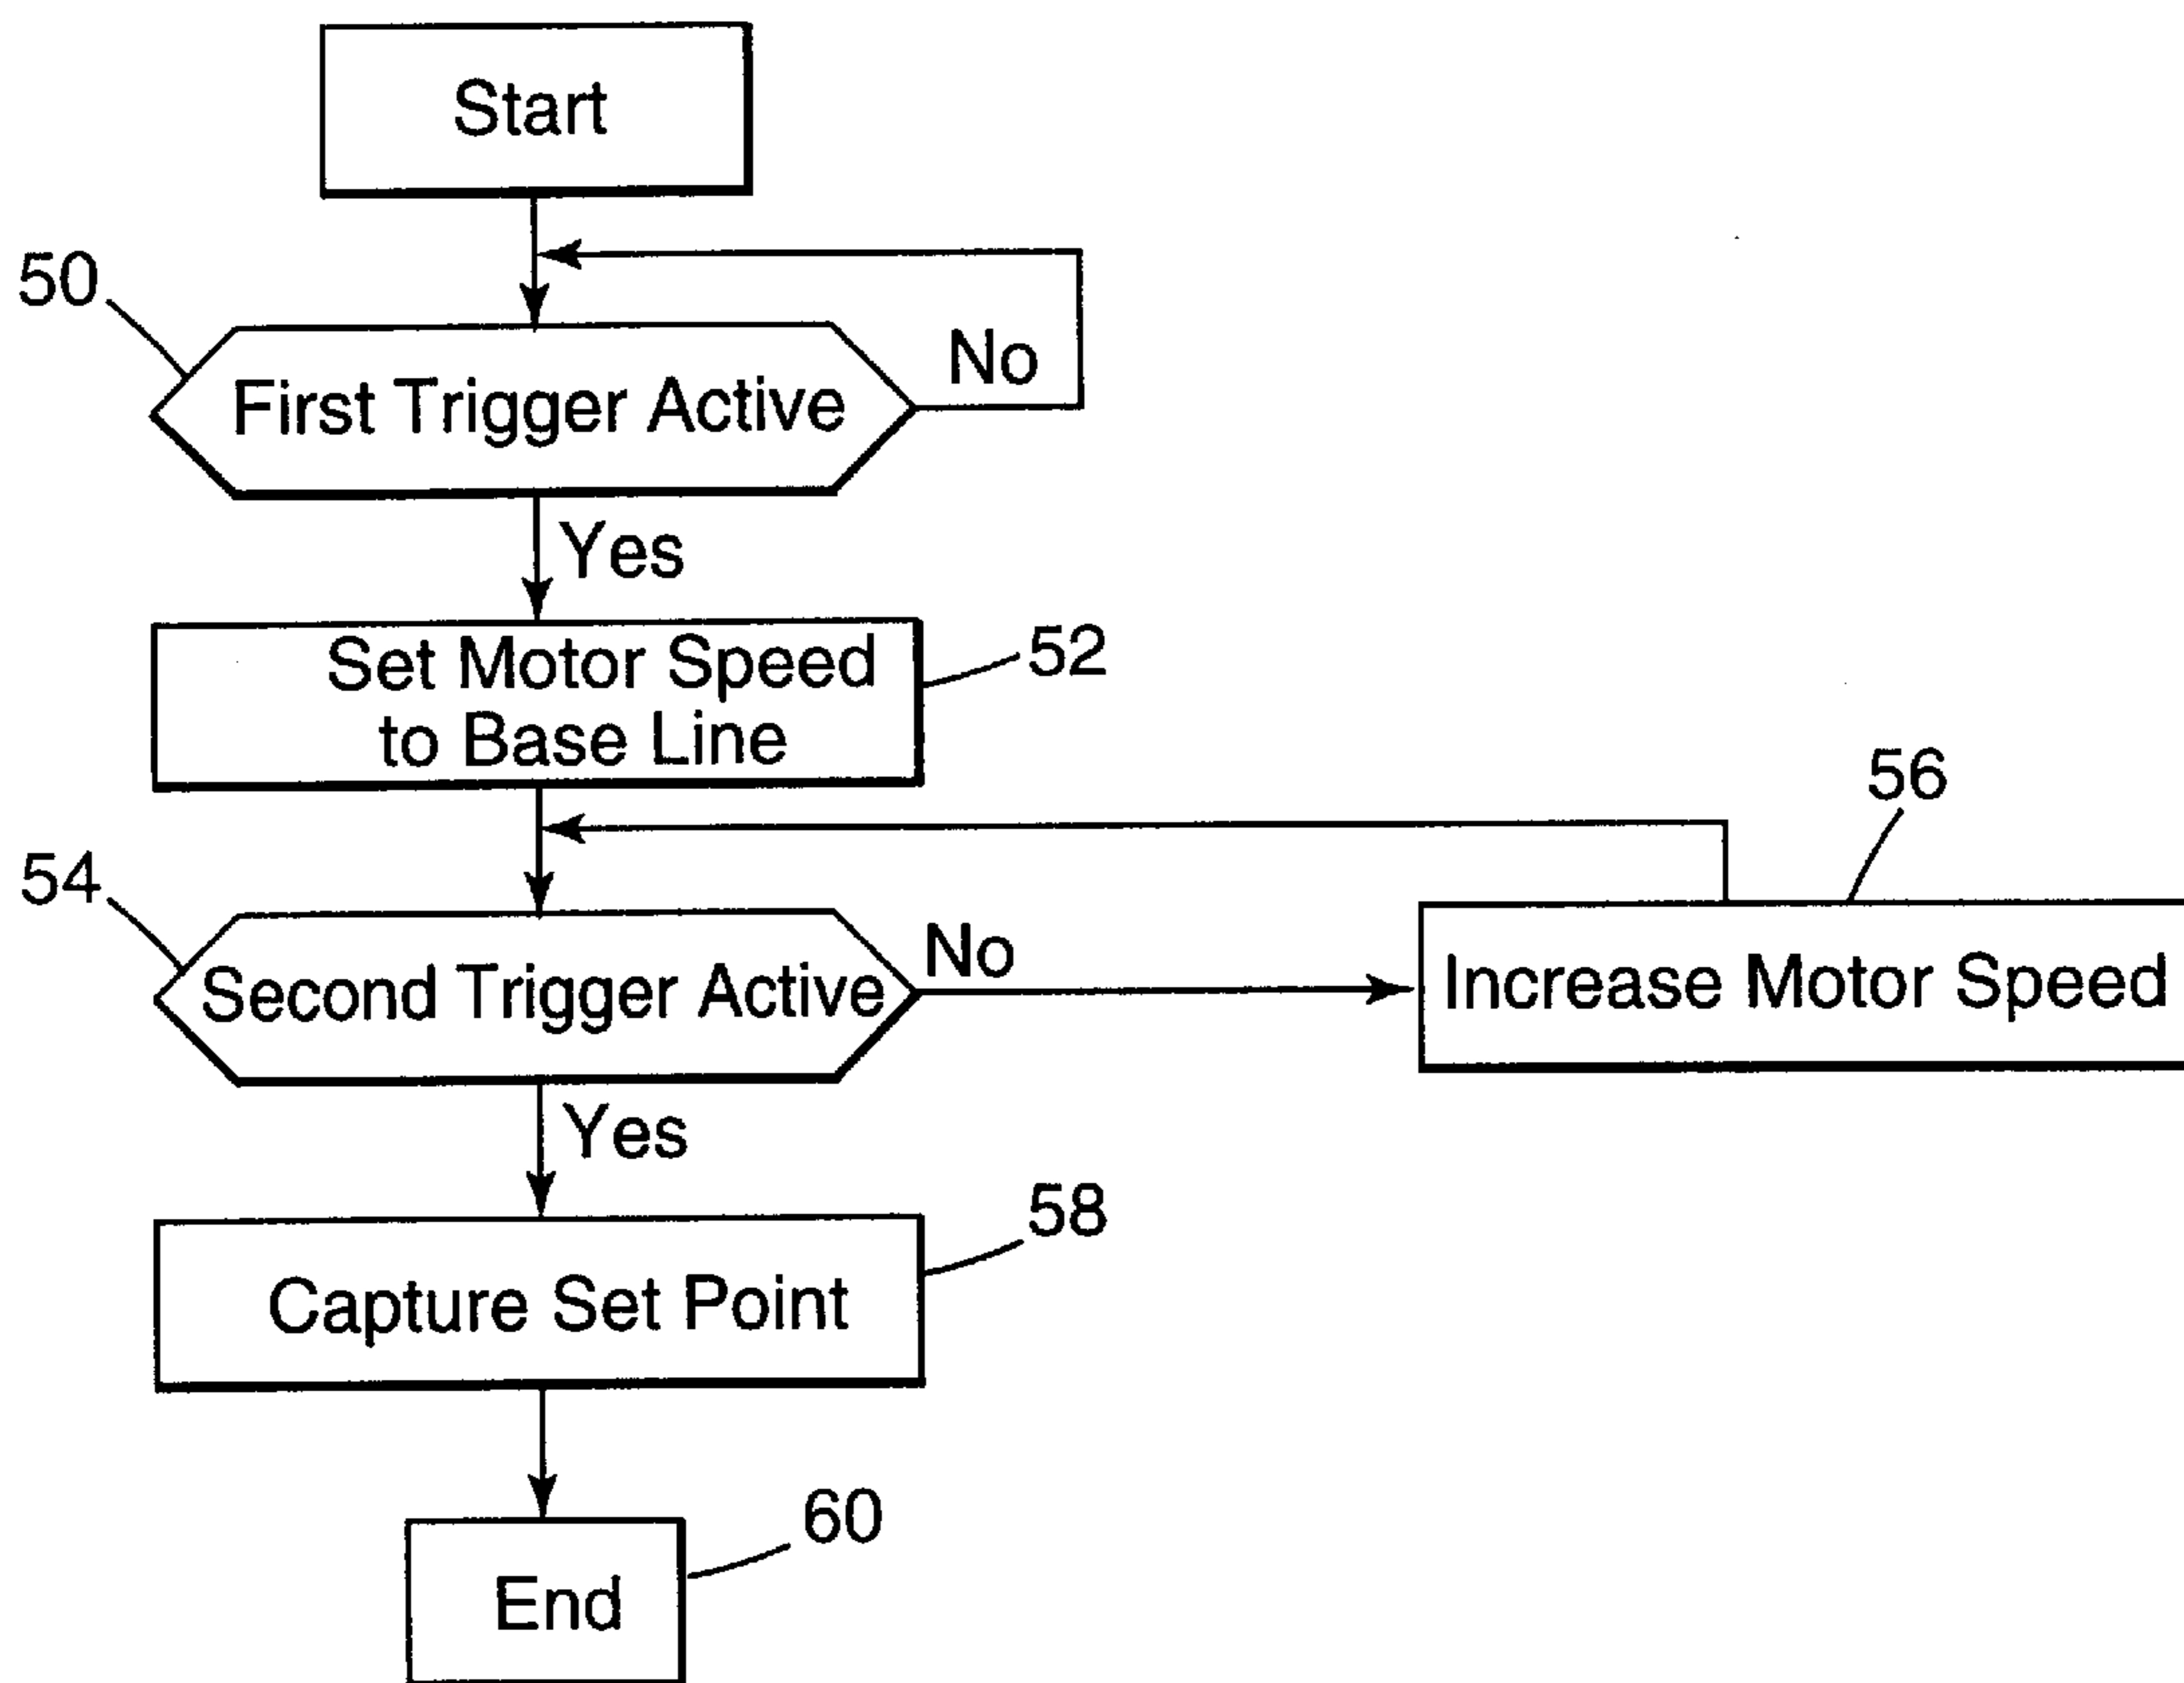 Start
50
No
First Trigger Active
Yes
Set Motor Speed
to Base Line
52
56
54
No
Second Trigger Active
Increase Motor Speed
Yes
58
Capture Set Point
60
End